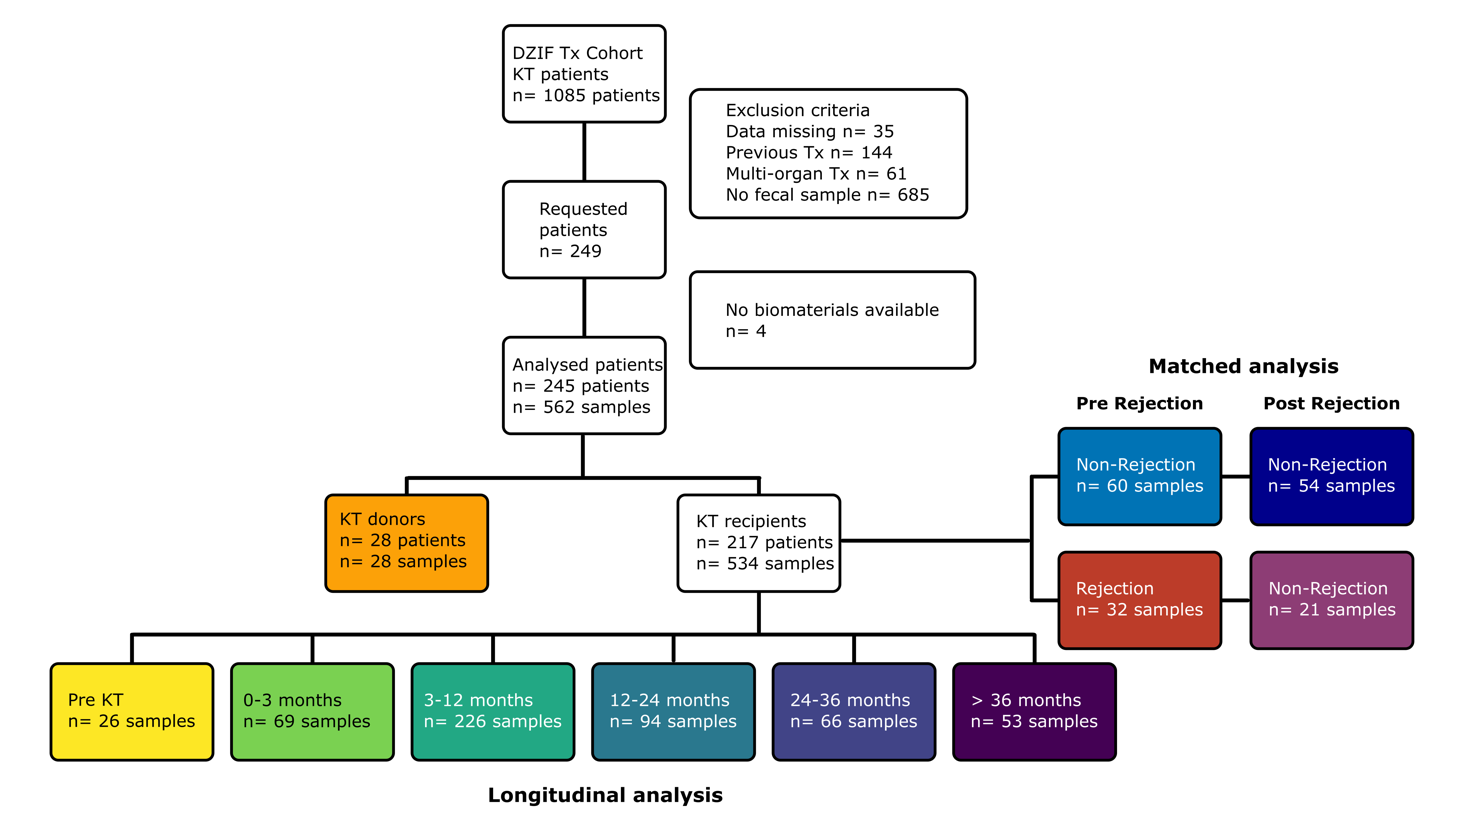 DZIF Tx Cohort
KT patients
n= 1085 patients
Exclusion criteria
Data missing n= 35
Previous Tx n= 144
Multi-organ Tx n= 61
No fecal sample n= 685
Requested
patients
n= 249
No biomaterials available
n= 4
Analysed patients
n= 245 patients
n= 562 samples
Matched analysis
Pre Rejection
Post Rejection
Non-Rejection
n= 60 samples
Non-Rejection
n= 54 samples
KT donors
n= 28 patients
n= 28 samples
KT recipients
n= 217 patients
n= 534 samples
Rejection
n= 32 samples
Non-Rejection
n= 21 samples
Pre KT
n= 26 samples
0-3 months
n= 69 samples
3-12 months
n= 226 samples
12-24 months
n= 94 samples
24-36 months
n= 66 samples
> 36 months
n= 53 samples
Longitudinal analysis